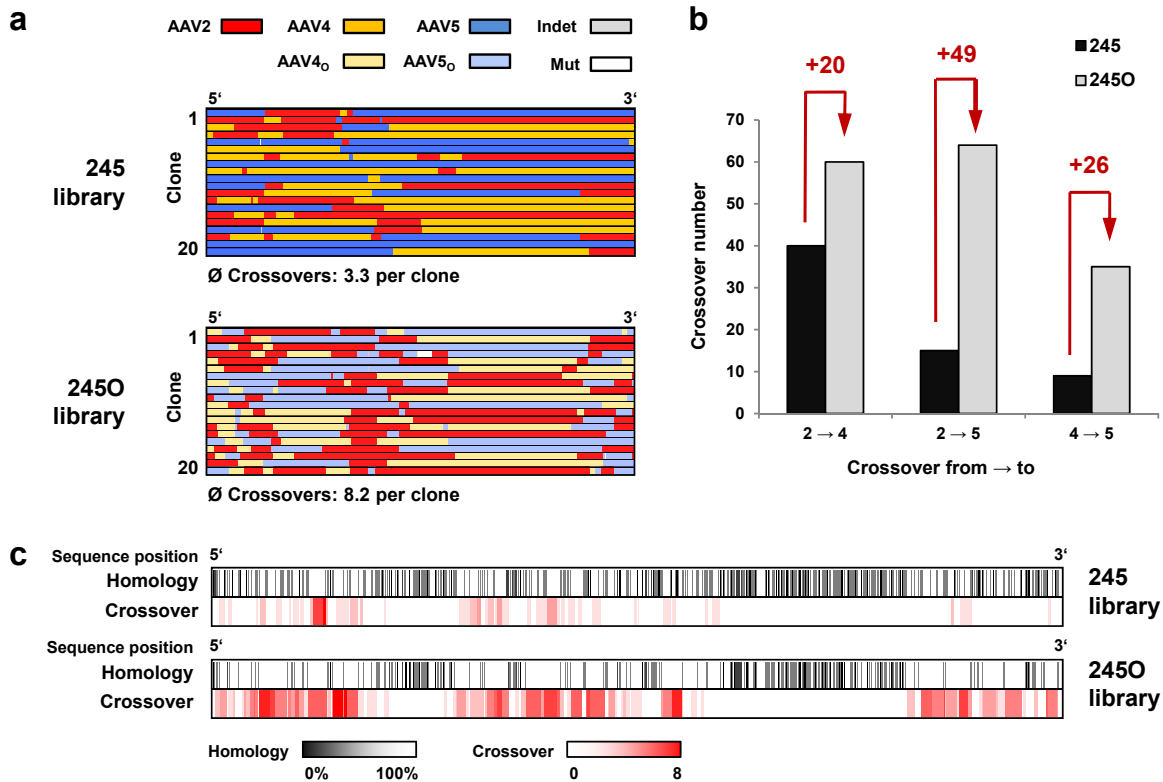 a
AAV2 AAV4 AAV5 Indet
AAV4O AAV5O Mut
5‘ 3‘
1
245 library
Clone
20
Ø Crossovers: 3.3 per clone
5‘ 3‘
1
245O library
Clone
20
Ø Crossovers: 8.2 per clone
b
245
245O
+20
+49
+26
Crossover number
70
60
50
40
30
20
10
0
2 → 4 2 → 5 4 → 5
Crossover from → to
c
Sequence position 5‘ 3‘
Homology
Crossover
245 library
Sequence position 5‘ 3‘
Homology
Crossover
245O library
Homology 0% 100%
Crossover 0 8